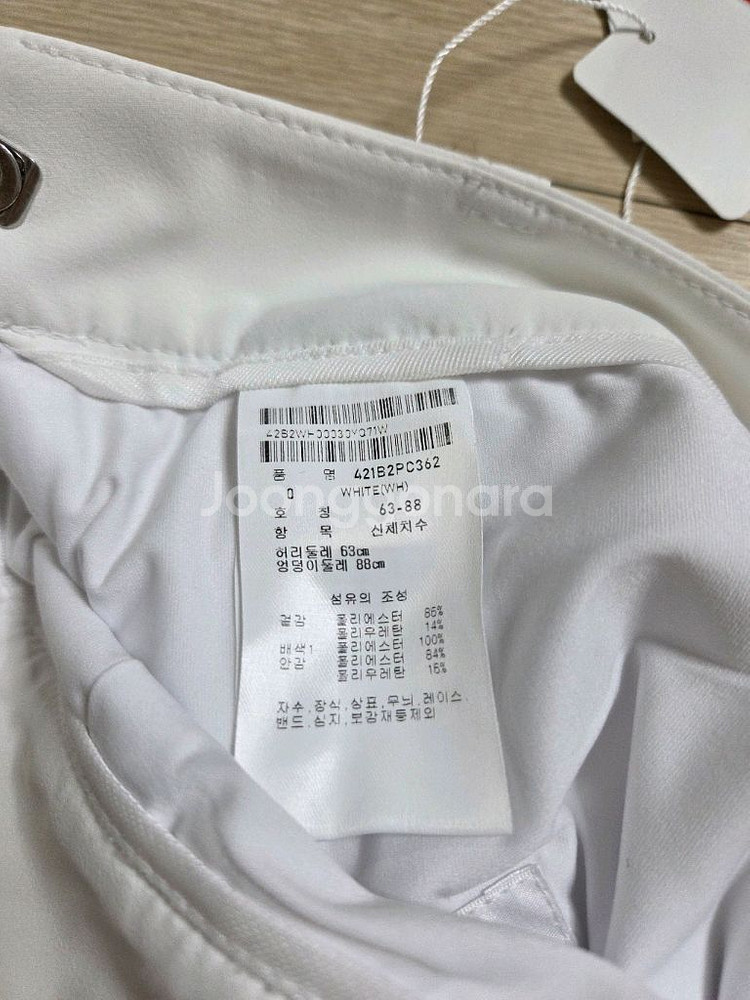 42B2WH00030YQ71W
품 명 421B2PC362
0 WHITE(WH)
호 칭 63-88
항 목 신체치수
허리둘레 63cm
엉덩이둘레 88cm
섬유의 조성
겉감 폴리에스터 86%
폴리우레탄 14%
배색1 폴리에스터 100%
안감 폴리에스터 84%
폴리우레탄 16%
자수,장식,상표,무늬,레이스,
밴드,심지,보강재등제외
Joonggonara